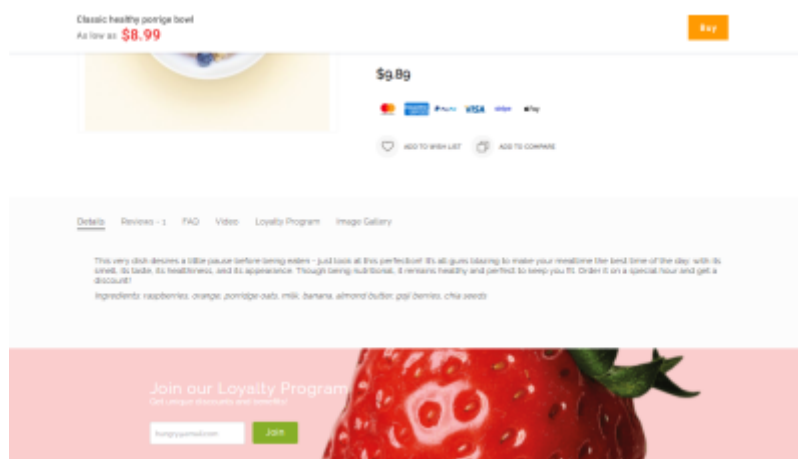 Classic healthy porrige bowl
As low as $8.99
Buy
$9.89
VISA
stripe
Pay
ADD TO WISH LIST
ADD TO COMPARE
Details Reviews - 1 FAQ Video Loyalty Program Image Gallery
This very dish desires a little pause before being eaten - just look at this perfection! It's all guns blazing to make your mealtime the best time of the day: with its
smell, its taste, its healthiness, and its appearance. Though being nutritional, it remains healthy and perfect to keep you fit. Order it on a special hour and get a
discount!
Ingredients: raspberries, orange, porridge oats, milk, banana, almond butter, goji berries, chia seeds
Join our Loyalty Program
Get unique discounts and benefits!
Join